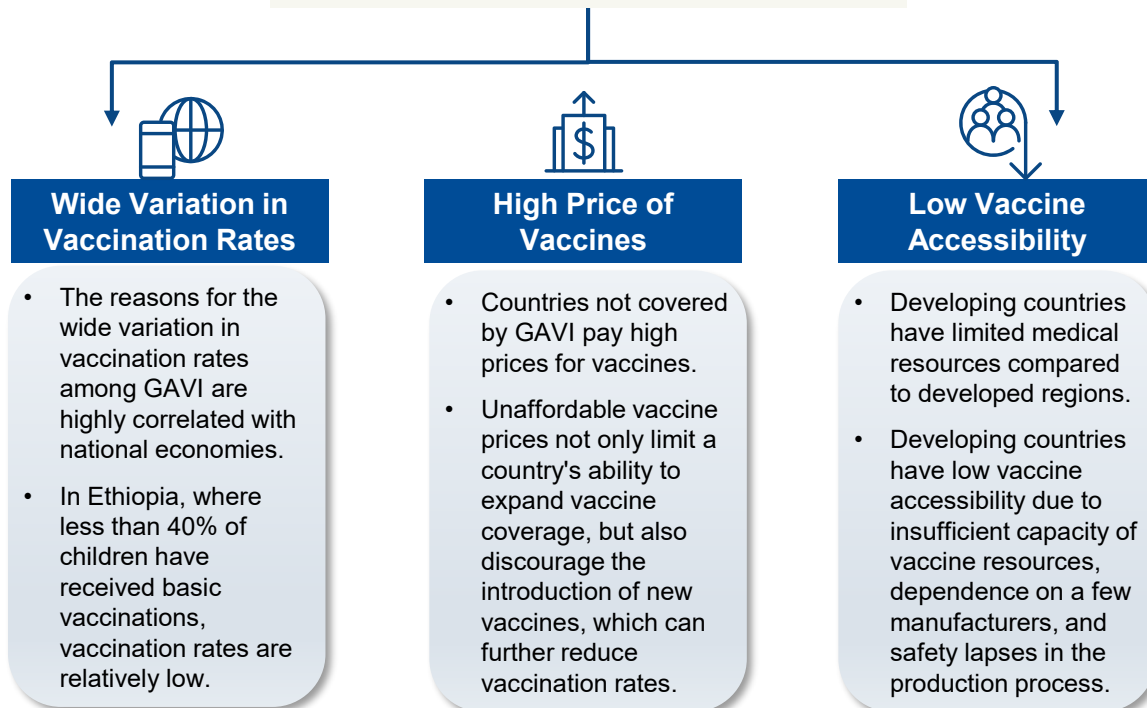 Wide Variation in
Vaccination Rates
• The reasons for the
wide variation in
vaccination rates
among GAVI are
highly correlated with
national economies.
• In Ethiopia, where
less than 40% of
children have
received basic
vaccinations,
vaccination rates are
relatively low.
$
High Price of
Vaccines
• Countries not covered
by GAVI pay high
prices for vaccines.
• Unaffordable vaccine
prices not only limit a
country's ability to
expand vaccine
coverage, but also
discourage the
introduction of new
vaccines, which can
further reduce
vaccination rates.
Low Vaccine
Accessibility
• Developing countries
have limited medical
resources compared
to developed regions.
• Developing countries
have low vaccine
accessibility due to
insufficient capacity of
vaccine resources,
dependence on a few
manufacturers, and
safety lapses in the
production process.